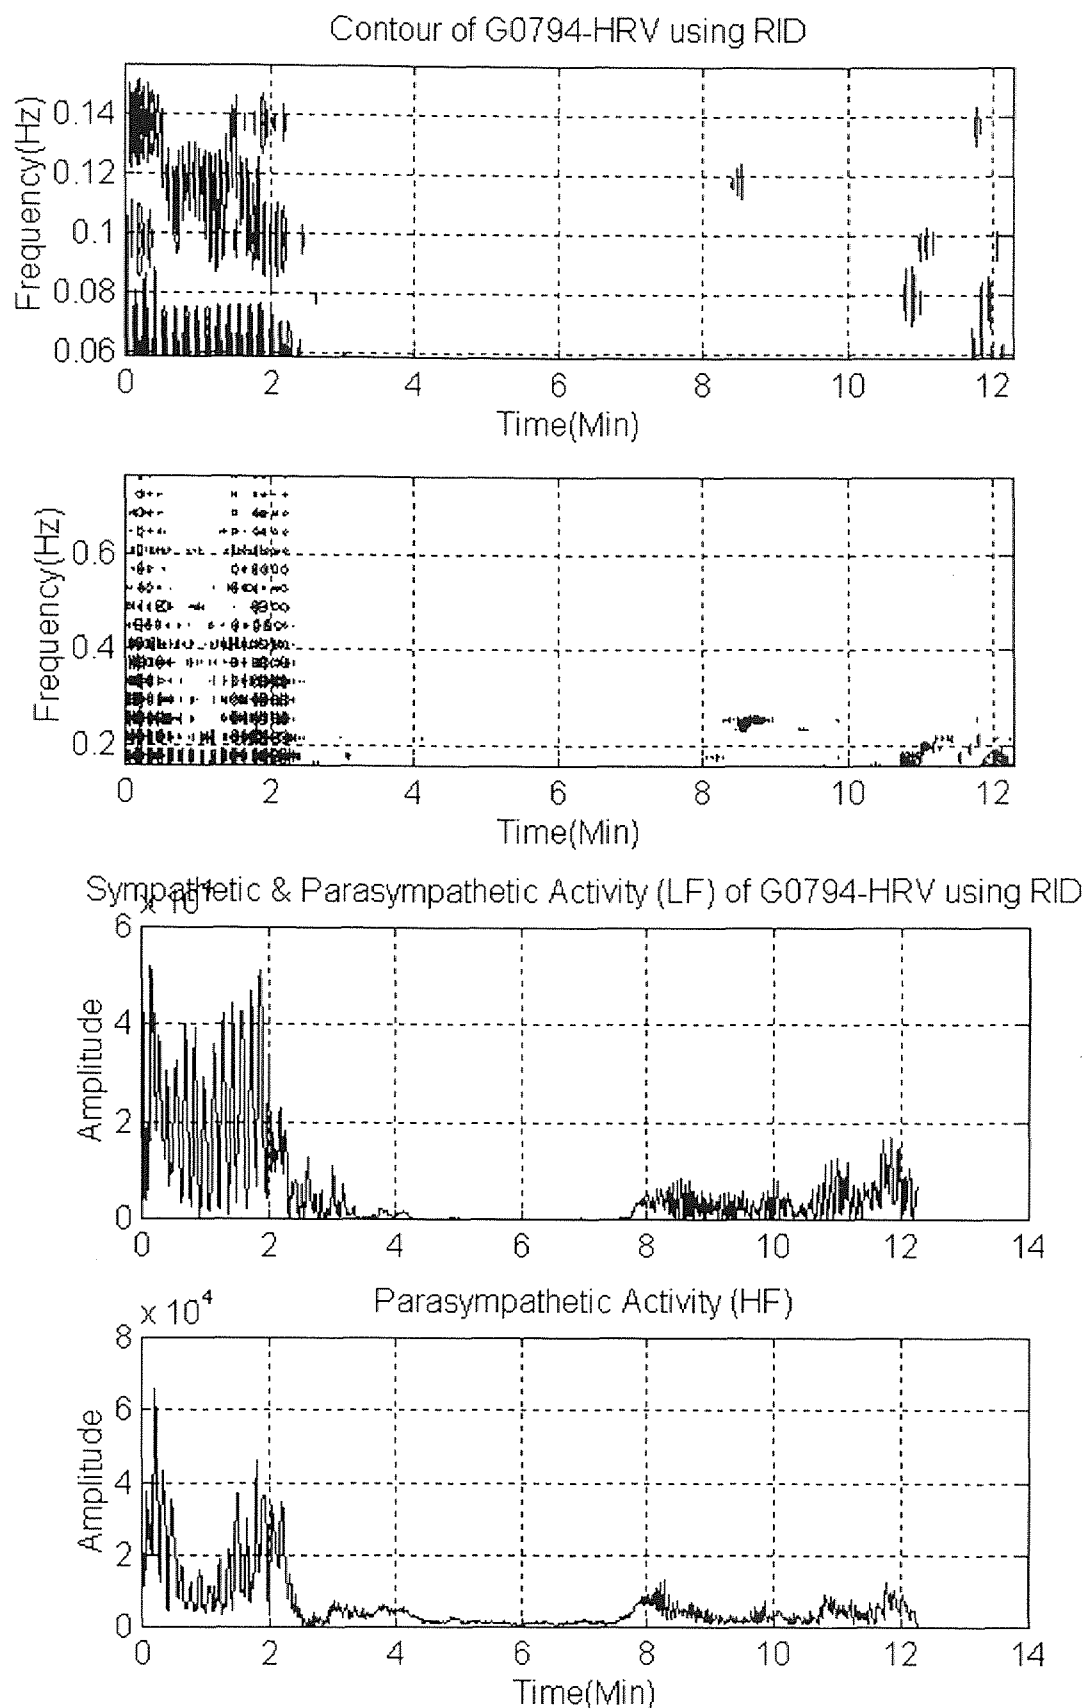 Contour of G0794-HRV using RID
Frequency(Hz)
0.14
0.12
0.1
0.08
0.06
0 2 4 6 8 10 12
Time(Min)
Frequency(Hz)
0.6
0.4
0.2
0 2 4 6 8 10 12
Time(Min)
Sympathetic & Parasympathetic Activity (LF) of G0794-HRV using RID
x 10^4
Amplitude
6
4
2
0
0 2 4 6 8 10 12 14
Parasympathetic Activity (HF)
x 10^4
Amplitude
8
6
4
2
0
0 2 4 6 8 10 12 14
Time(Min)